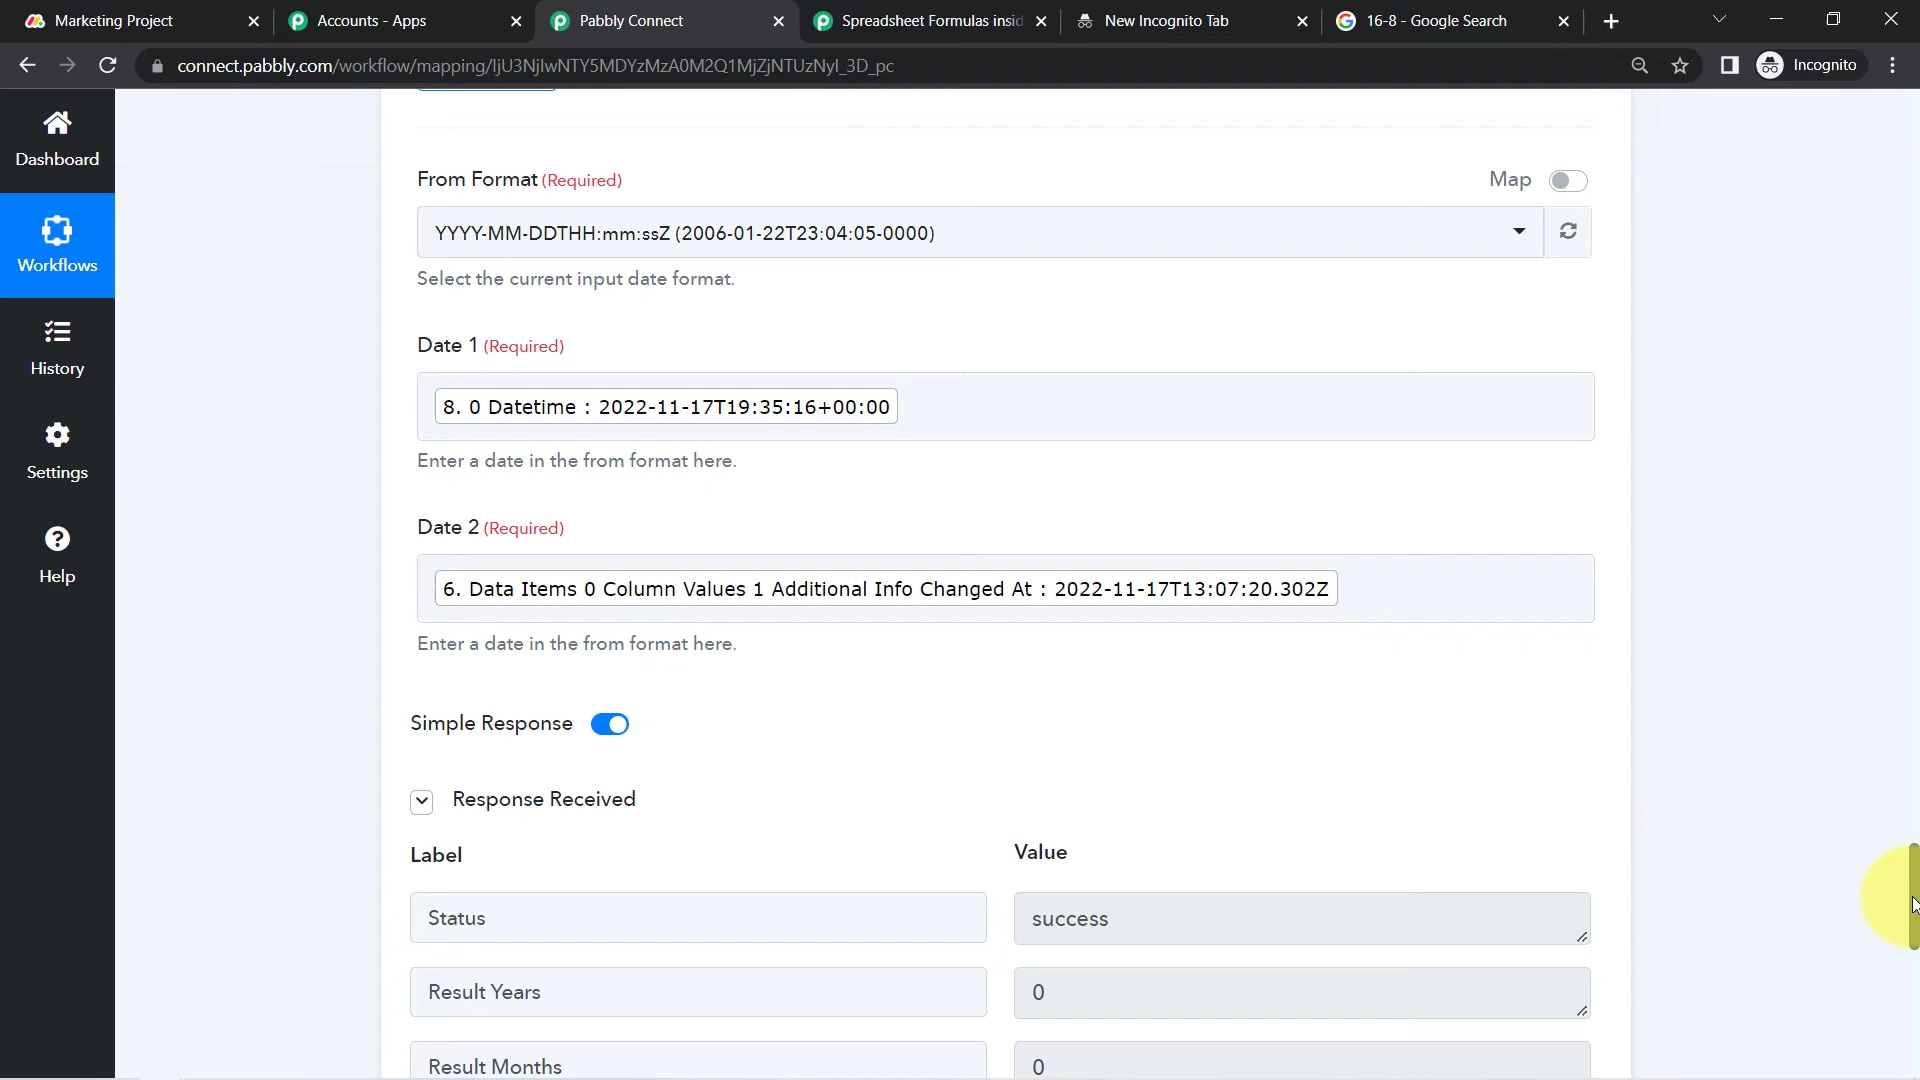 Marketing Project
Accounts - Apps
Pabbly Connect
Spreadsheet Formulas insid
New Incognito Tab
16-8 - Google Search
connect.pabbly.com/workflow/mapping/IjU3NjIwNTY5MDYzMzA0M2Q1MjZjNTUzNyI_3D_pc
Incognito
Dashboard
Workflows
History
Settings
Help
From Format (Required)
Map
YYYY-MM-DDTHH:mm:ssZ (2006-01-22T23:04:05-0000)
Select the current input date format.
Date 1 (Required)
8. 0 Datetime : 2022-11-17T19:35:16+00:00
Enter a date in the from format here.
Date 2 (Required)
6. Data Items 0 Column Values 1 Additional Info Changed At : 2022-11-17T13:07:20.302Z
Enter a date in the from format here.
Simple Response
Response Received
Label
Value
Status
success
Result Years
0
Result Months
0